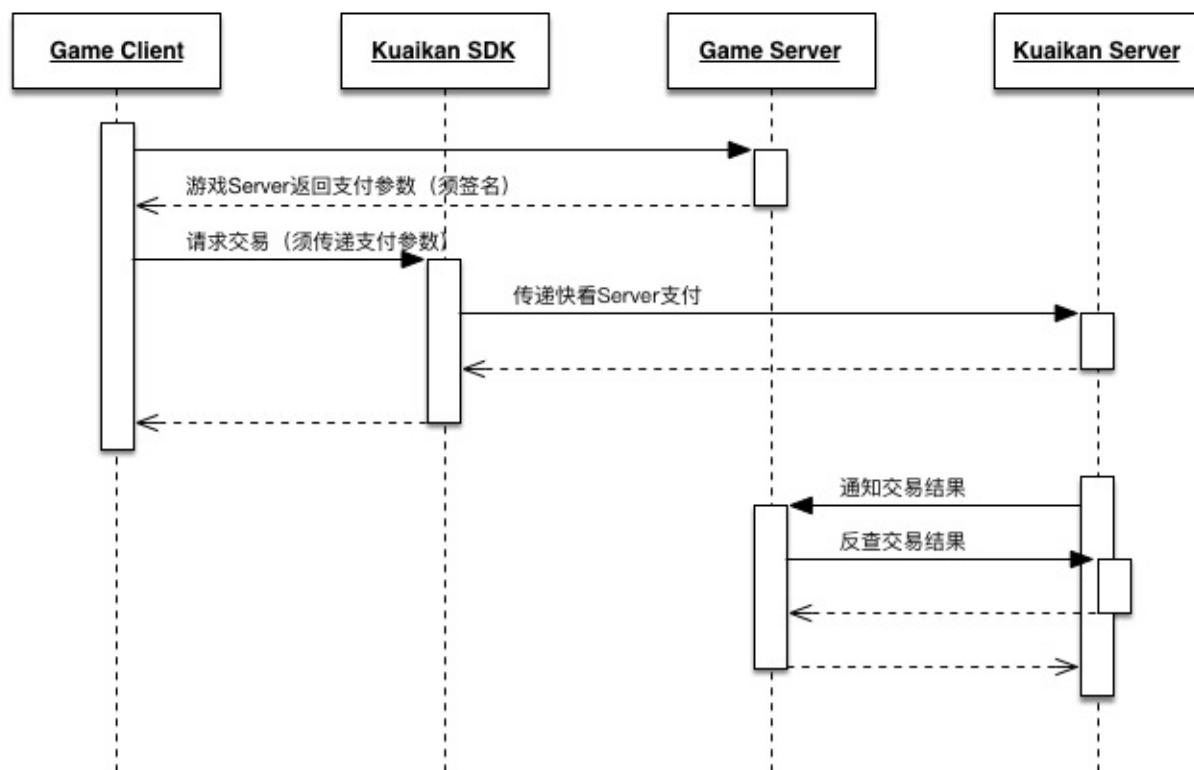 Game Client
Kuaikan SDK
Game Server
Kuaikan Server
游戏Server返回支付参数（须签名）
请求交易（须传递支付参数）
传递快看Server支付
通知交易结果
反查交易结果